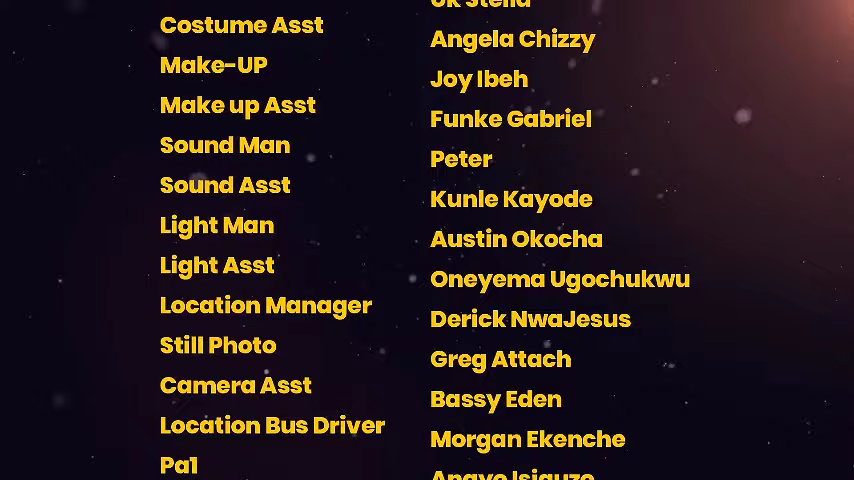 Costume Asst
Angela Chizzy
Make-UP
Joy Ibeh
Make up Asst
Funke Gabriel
Sound Man
Peter
Sound Asst
Kunle Kayode
Light Man
Austin Okocha
Light Asst
Oneyema Ugochukwu
Location Manager
Derick NwaJesus
Still Photo
Greg Attach
Camera Asst
Bassy Eden
Location Bus Driver
Morgan Ekenche
Pa1